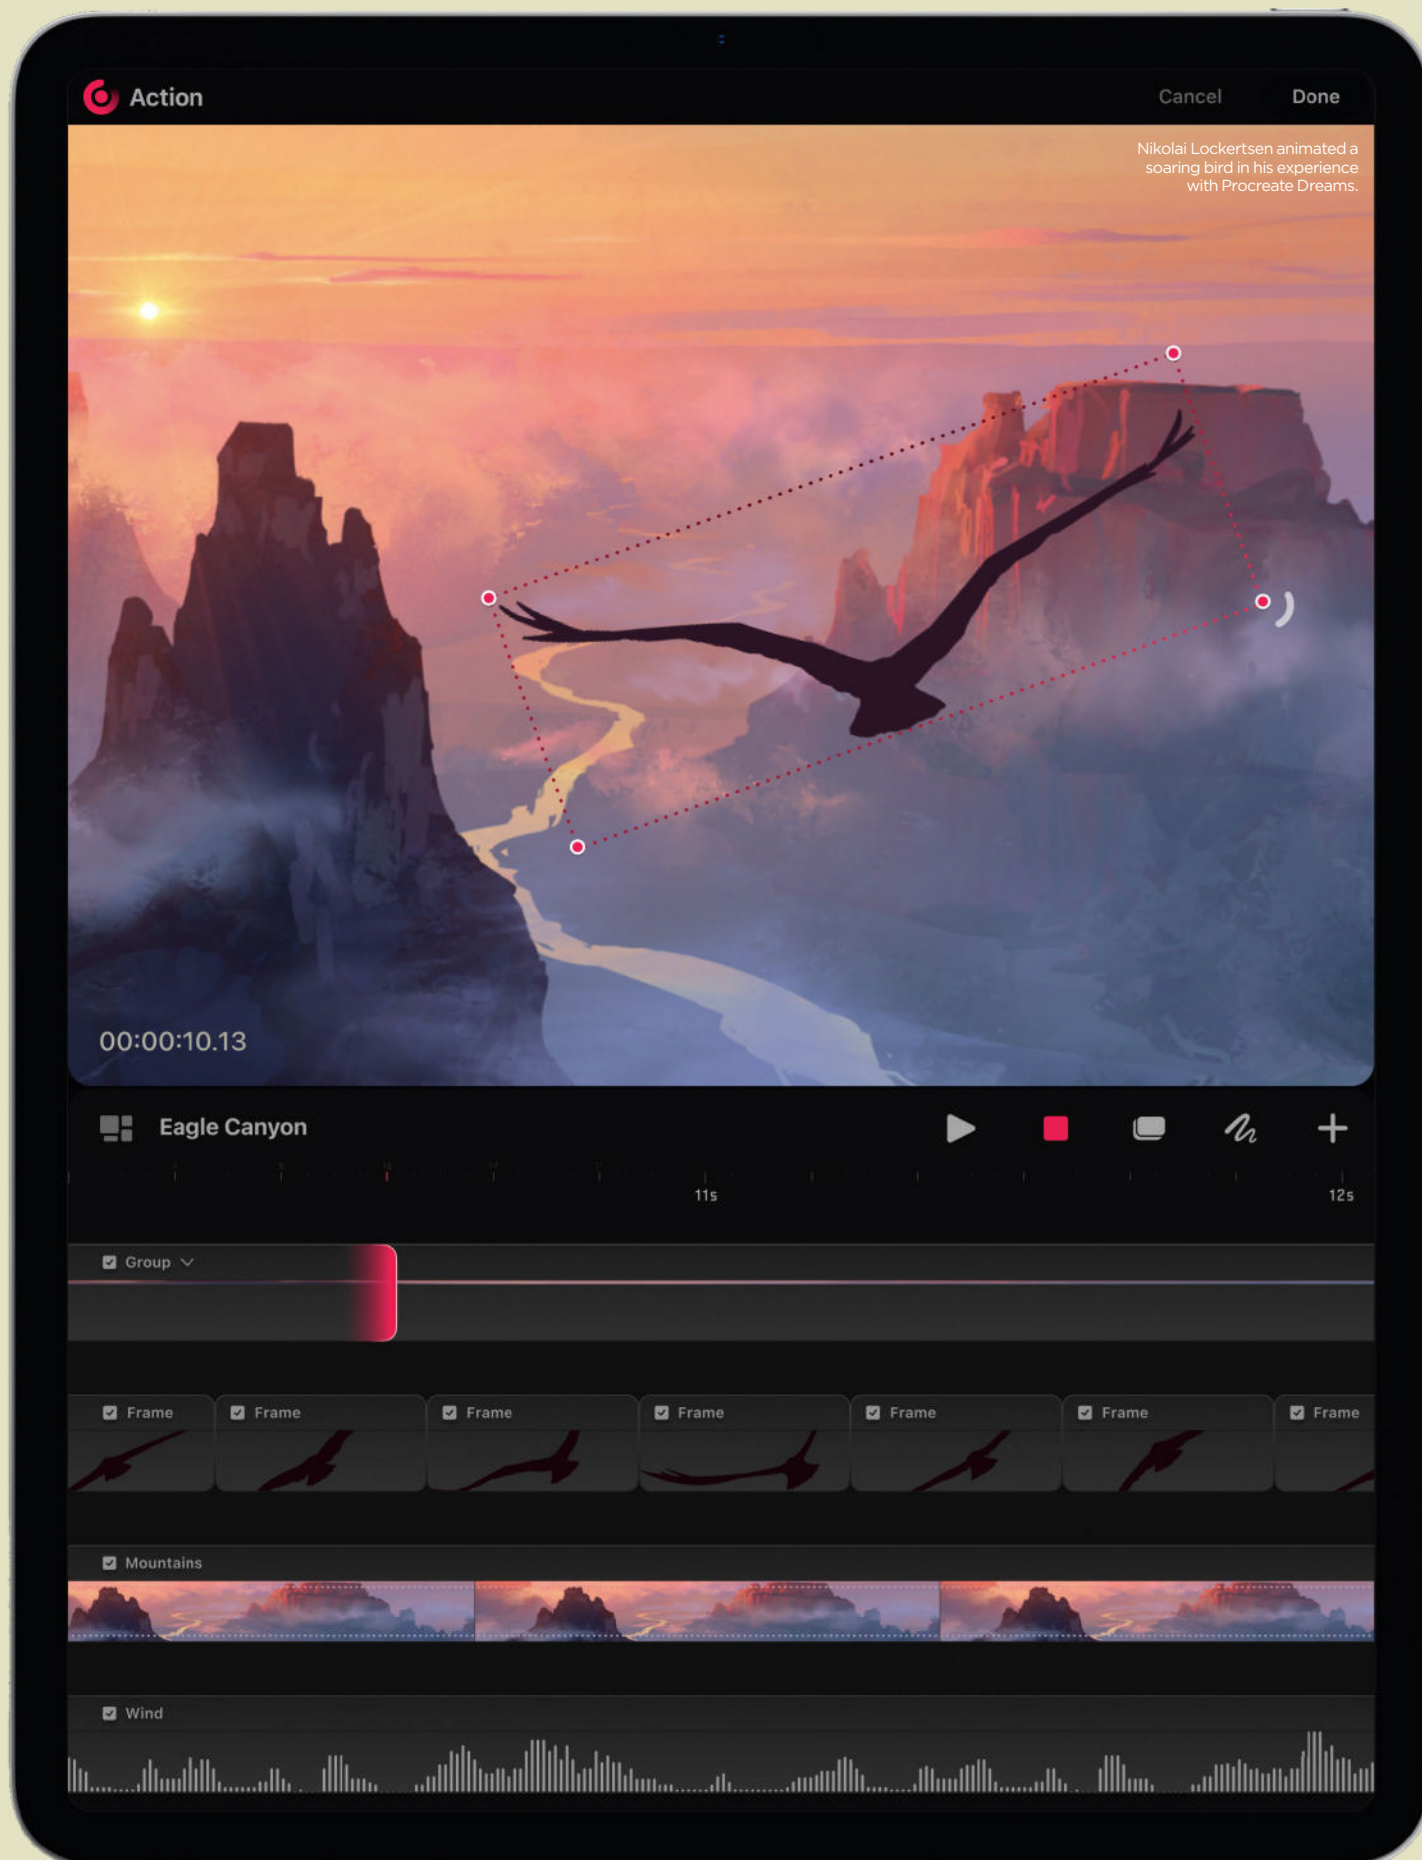 Action
Cancel
Done
Nikolai Lockertsen animated a
soaring bird in his experience
with Procreate Dreams.
00:00:10.13
Eagle Canyon
11s
12s
Group
Frame
Frame
Frame
Frame
Frame
Frame
Frame
Mountains
Wind